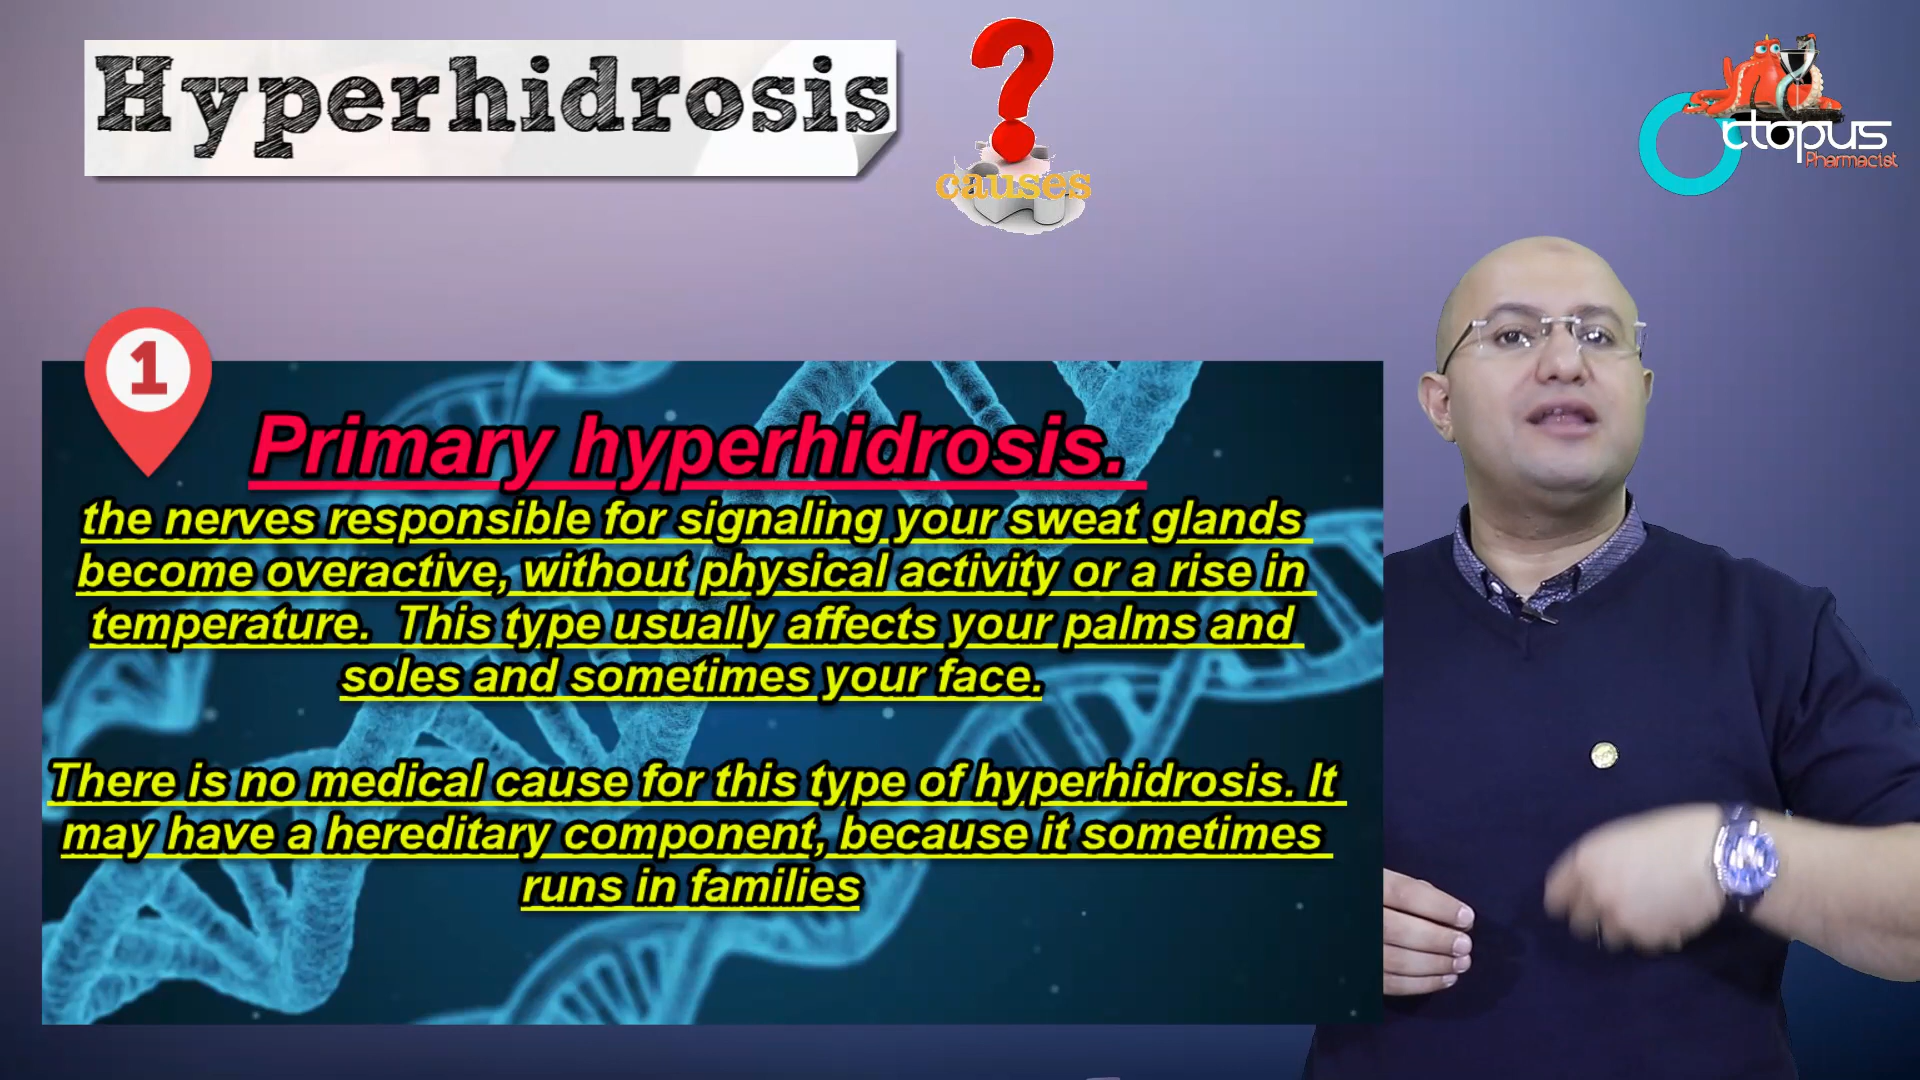 Hyperhidrosis
causes
Octopus
Pharmacist
1
Primary hyperhidrosis.
the nerves responsible for signaling your sweat glands
become overactive, without physical activity or a rise in
temperature.  This type usually affects your palms and
soles and sometimes your face.
There is no medical cause for this type of hyperhidrosis. It
may have a hereditary component, because it sometimes
runs in families